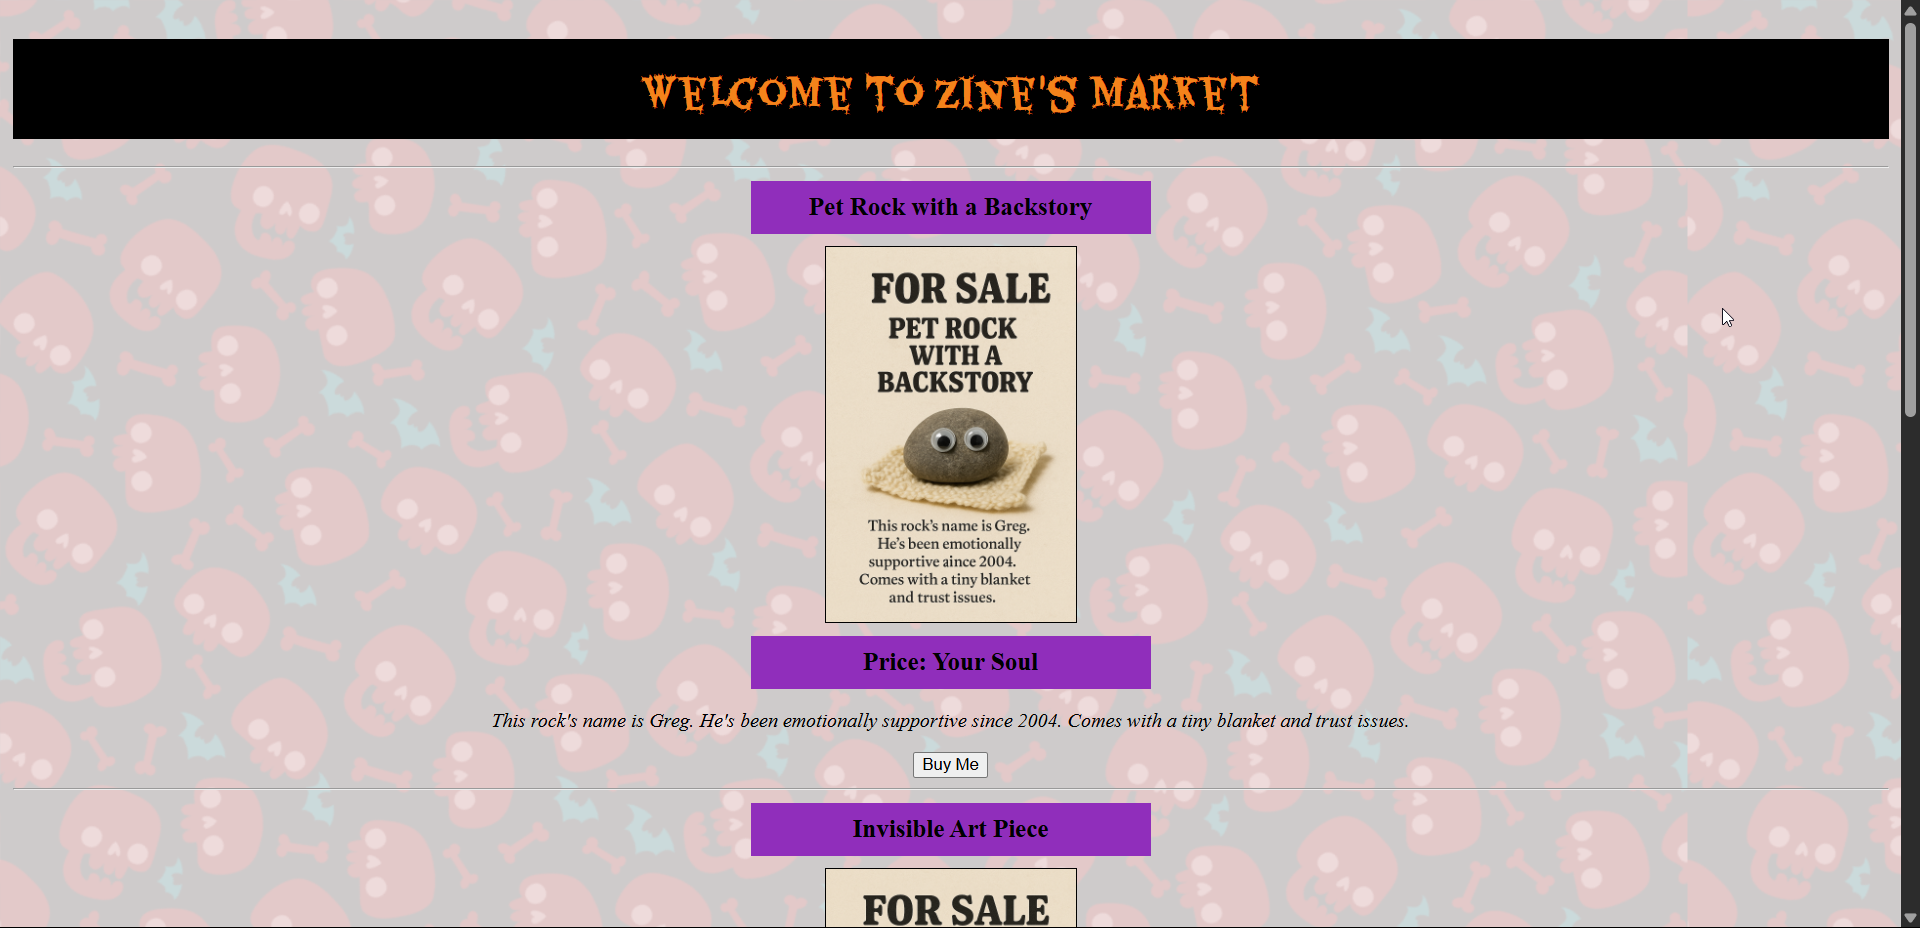 WELCOME TO ZINE'S MARKET
Pet Rock with a Backstory
FOR SALE
PET ROCK
WITH A
BACKSTORY
This rock's name is Greg.
He's been emotionally
supportive aince 2004.
Comes with a tiny blanket
and trust issues.
Price: Your Soul
This rock's name is Greg. He's been emotionally supportive since 2004. Comes with a tiny blanket and trust issues.
Buy Me
Invisible Art Piece
FOR SALE